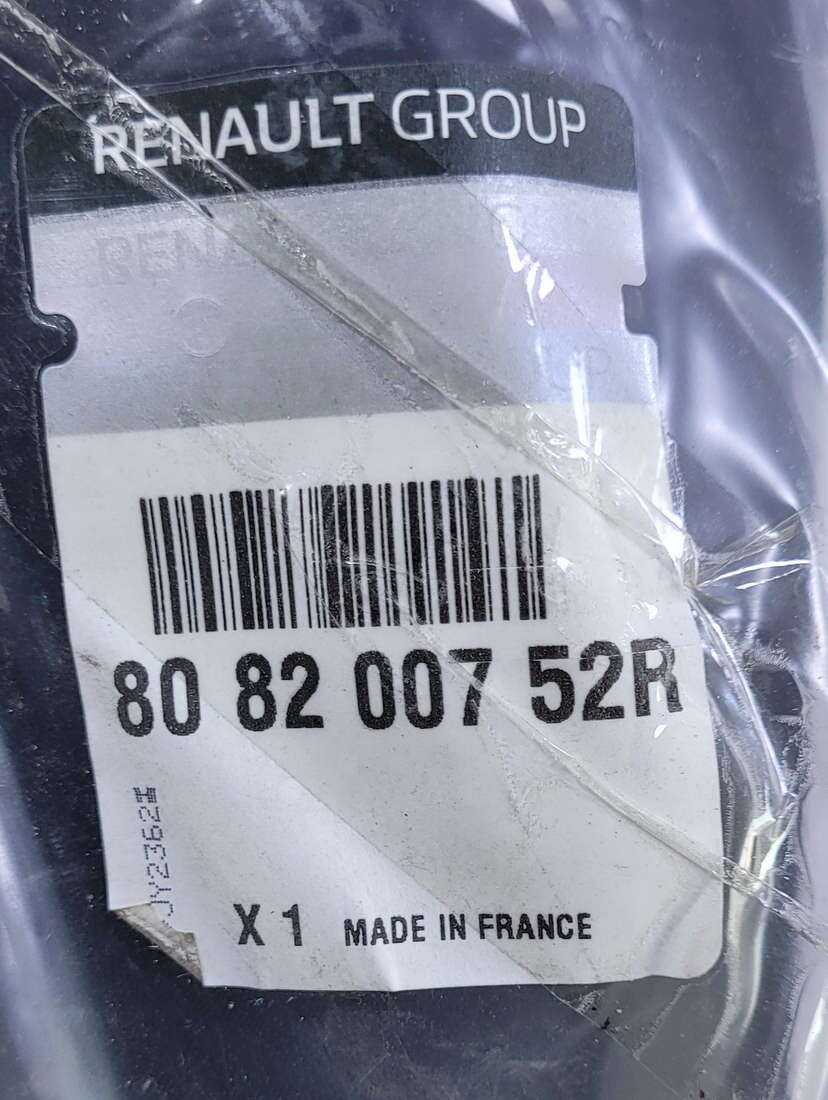 RENAULT GROUP
80 82 007 52R
X 1 MADE IN FRANCE